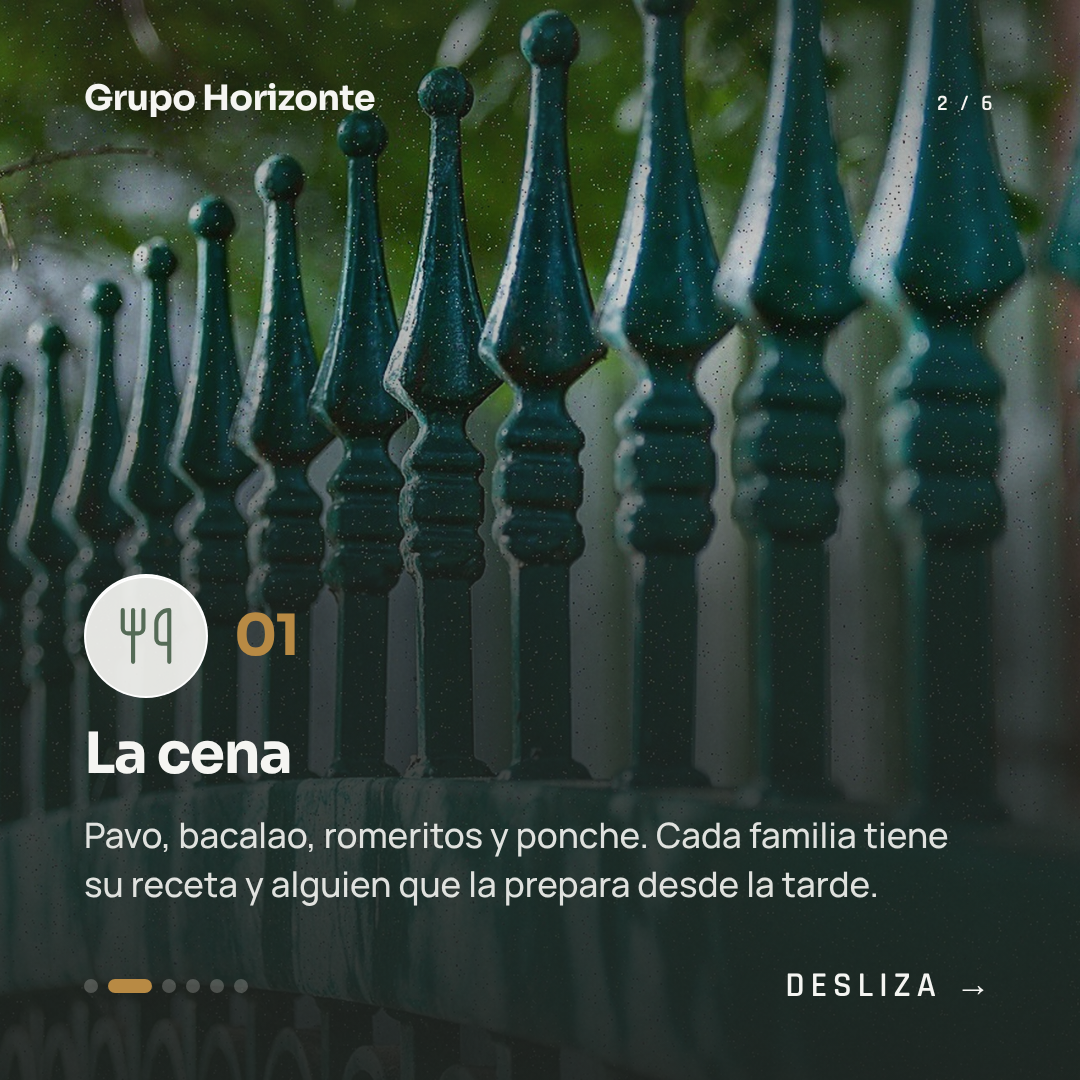 Grupo Horizonte
2 / 6
01
La cena
Pavo, bacalao, romeritos y ponche. Cada familia tiene
su receta y alguien que la prepara desde la tarde.
DESLIZA →